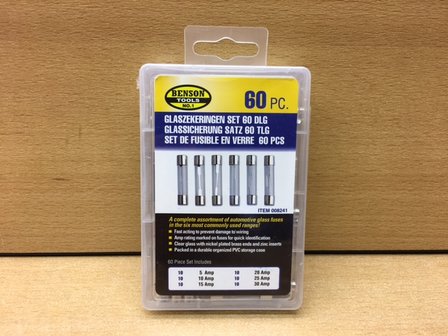 BENSON
TOOLS
NO.1
60 PC.
GLASZEKERINGEN SET 60 DLG
GLASSICHERUNG SATZ 60 TLG
SET DE FUSIBLE EN VERRE 60 PCS
ITEM 008241
A complete assortment of automotive glass fuses
in the six most commonly used ranges!
• Fast acting to prevent damage to wiring
• Amp rating marked on fuses for quick identification
• Clear glass with nickel plated brass ends and zinc inserts
• Packed in a durable organized PVC storage case
60 Piece Set Includes
10 5 Amp 10 20 Amp
10 10 Amp 10 25 Amp
10 15 Amp 10 30 Amp